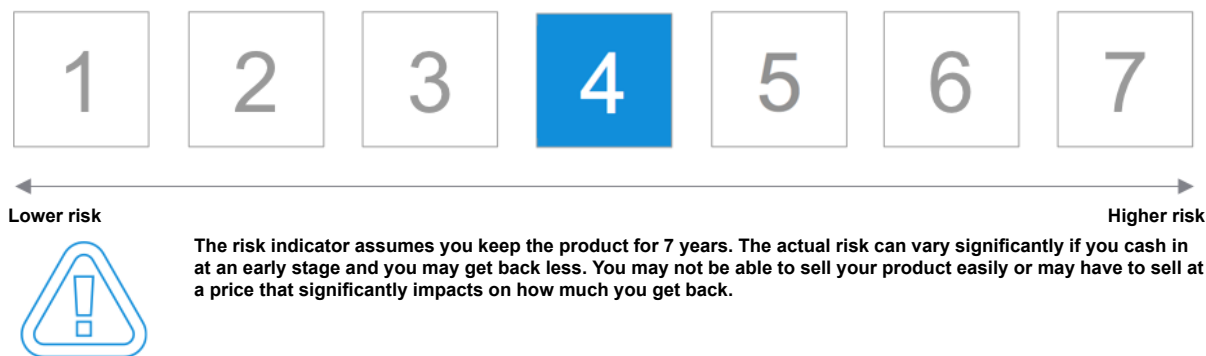 1 2 3 4 5 6 7
Lower risk Higher risk
The risk indicator assumes you keep the product for 7 years. The actual risk can vary significantly if you cash in
at an early stage and you may get back less. You may not be able to sell your product easily or may have to sell at
a price that significantly impacts on how much you get back.